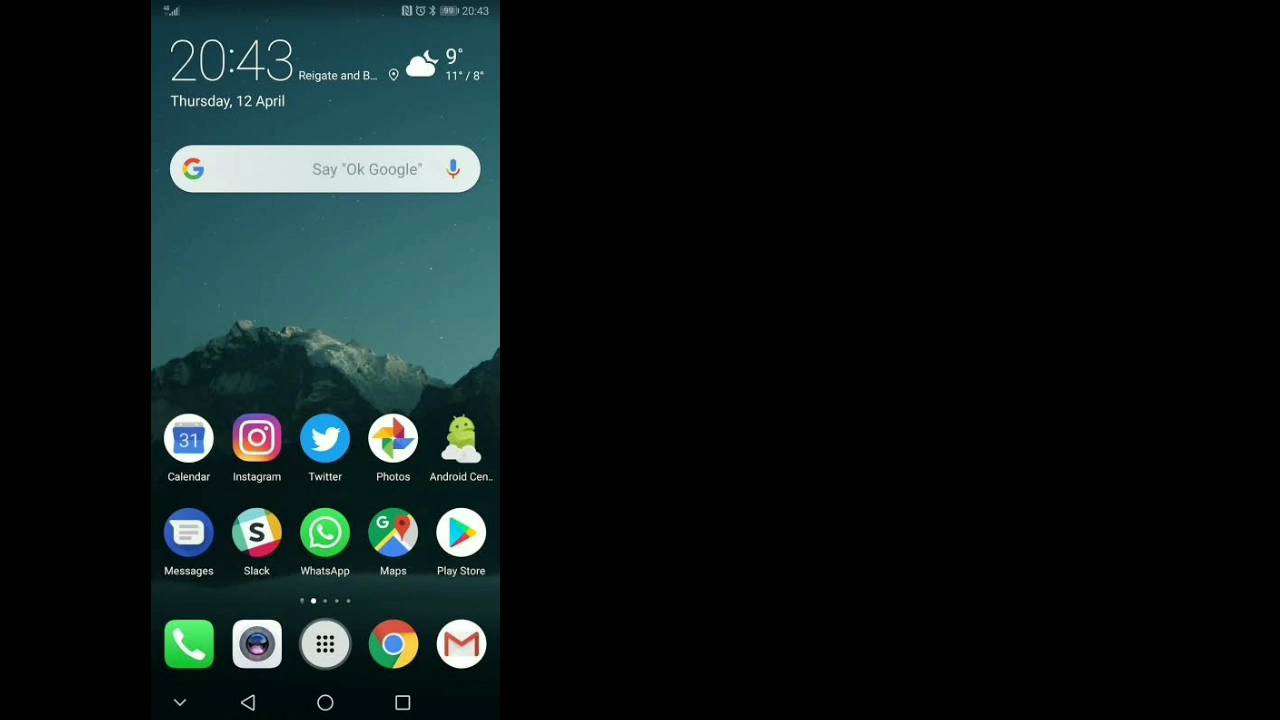 99 20:43
20:43
Reigate and B...
9°
11° / 8°
Thursday, 12 April
G Say "Ok Google"
31
Calendar Instagram Twitter Photos Android Cen..
S G
Messages Slack WhatsApp Maps Play Store